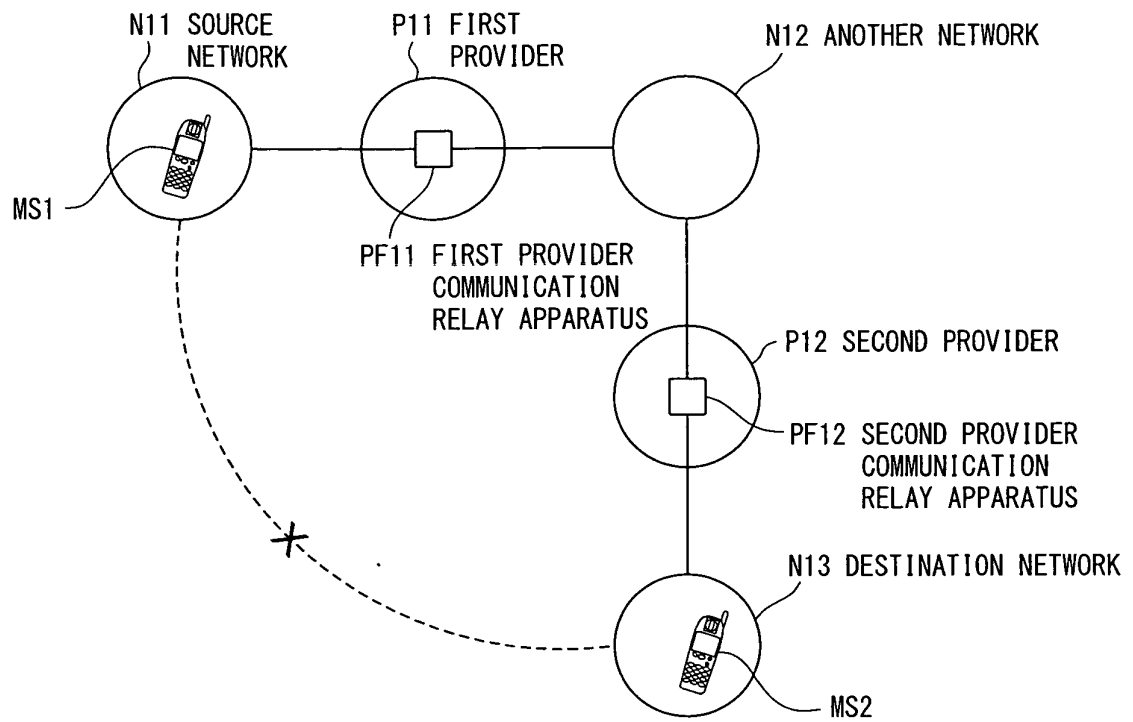 N11 SOURCE
NETWORK
P11 FIRST
PROVIDER
N12 ANOTHER NETWORK
MS1
PF11 FIRST PROVIDER
COMMUNICATION
RELAY APPARATUS
P12 SECOND PROVIDER
PF12 SECOND PROVIDER
COMMUNICATION
RELAY APPARATUS
N13 DESTINATION NETWORK
MS2